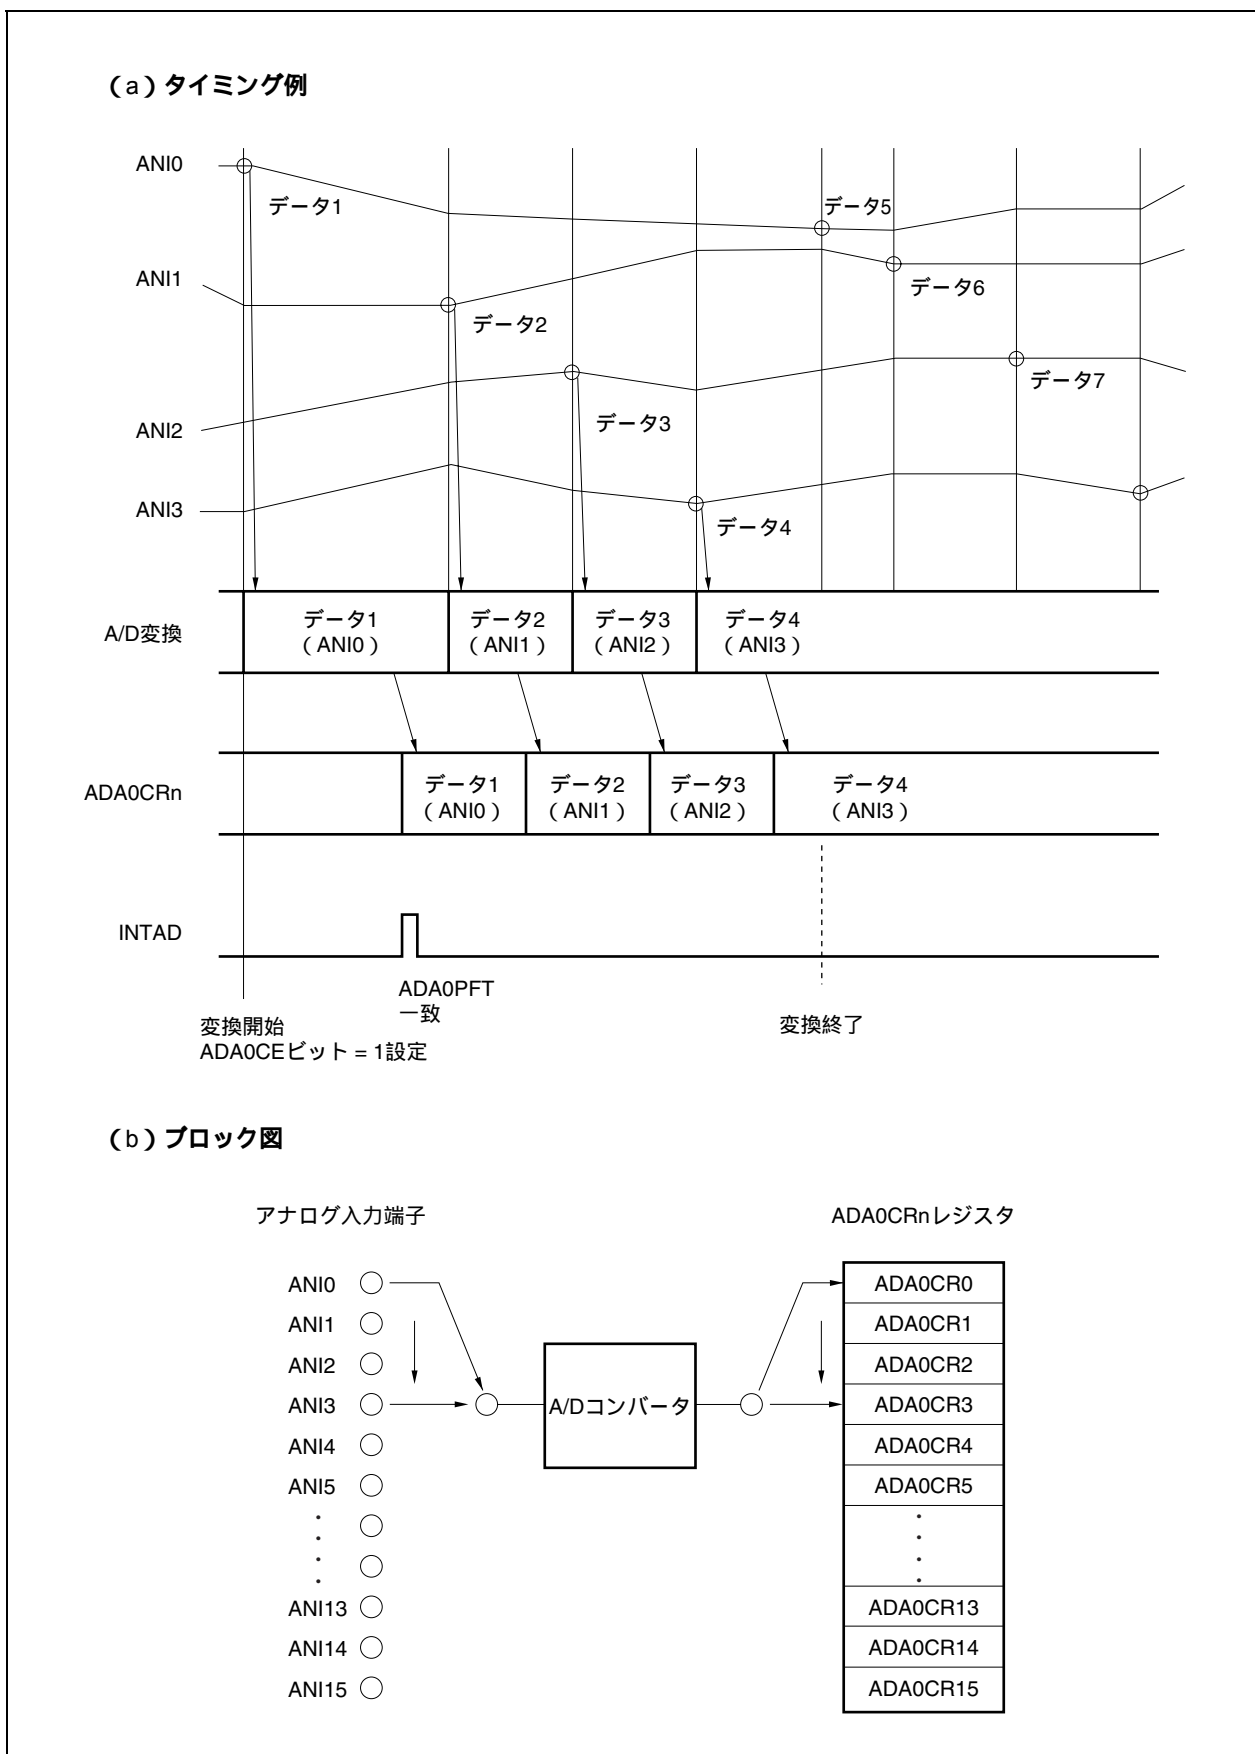 （a）タイミング例
ANI0
データ1
データ5
ANI1
データ2
データ6
ANI2
データ3
データ7
ANI3
データ4
A/D変換
データ1
（ANI0）
データ2
（ANI1）
データ3
（ANI2）
データ4
（ANI3）
ADA0CRn
データ1
（ANI0）
データ2
（ANI1）
データ3
（ANI2）
データ4
（ANI3）
INTAD
ADA0PFT
一致
変換開始
ADA0CEビット = 1設定
変換終了
（b）ブロック図
アナログ入力端子
ADA0CRnレジスタ
ANI0
ANI1
ANI2
ANI3
ANI4
ANI5
ANI13
ANI14
ANI15
A/Dコンバータ
ADA0CR0
ADA0CR1
ADA0CR2
ADA0CR3
ADA0CR4
ADA0CR5
ADA0CR13
ADA0CR14
ADA0CR15